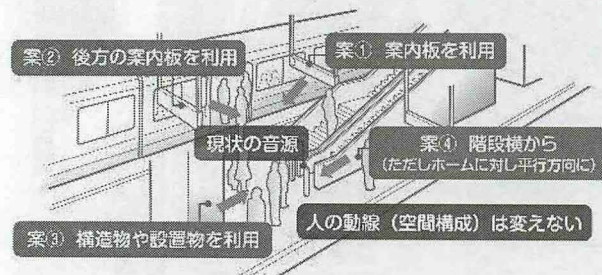 案② 後方の案内板を利用
案① 案内板を利用
現状の音源
案④ 階段横から
(ただしホームに対し平行方向に)
案③ 構造物や設置物を利用
人の動線（空間構成）は変えない